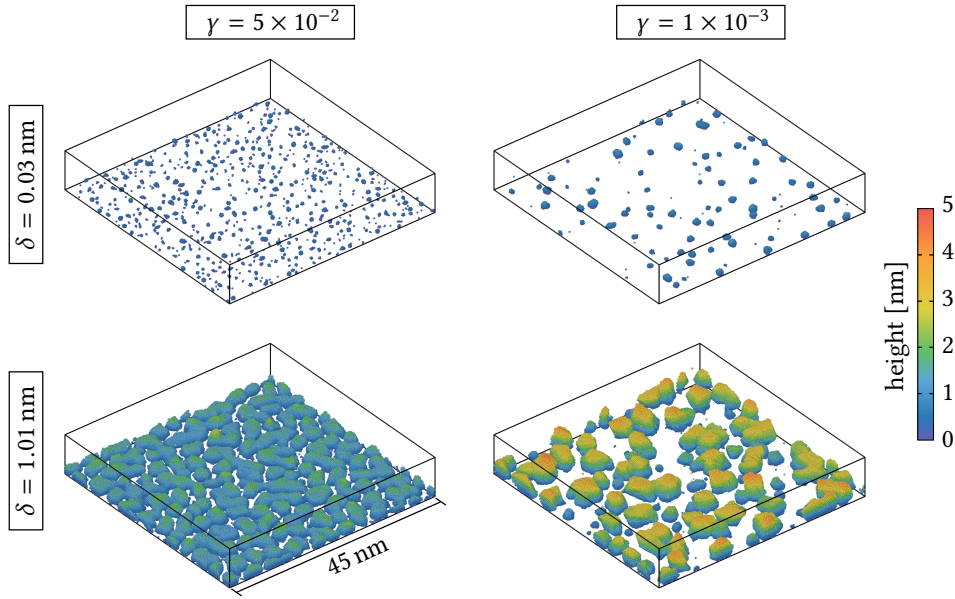 γ = 5 × 10⁻²
γ = 1 × 10⁻³
δ = 0.03 nm
5
4
3
2
1
0
height [nm]
δ = 1.01 nm
45 nm